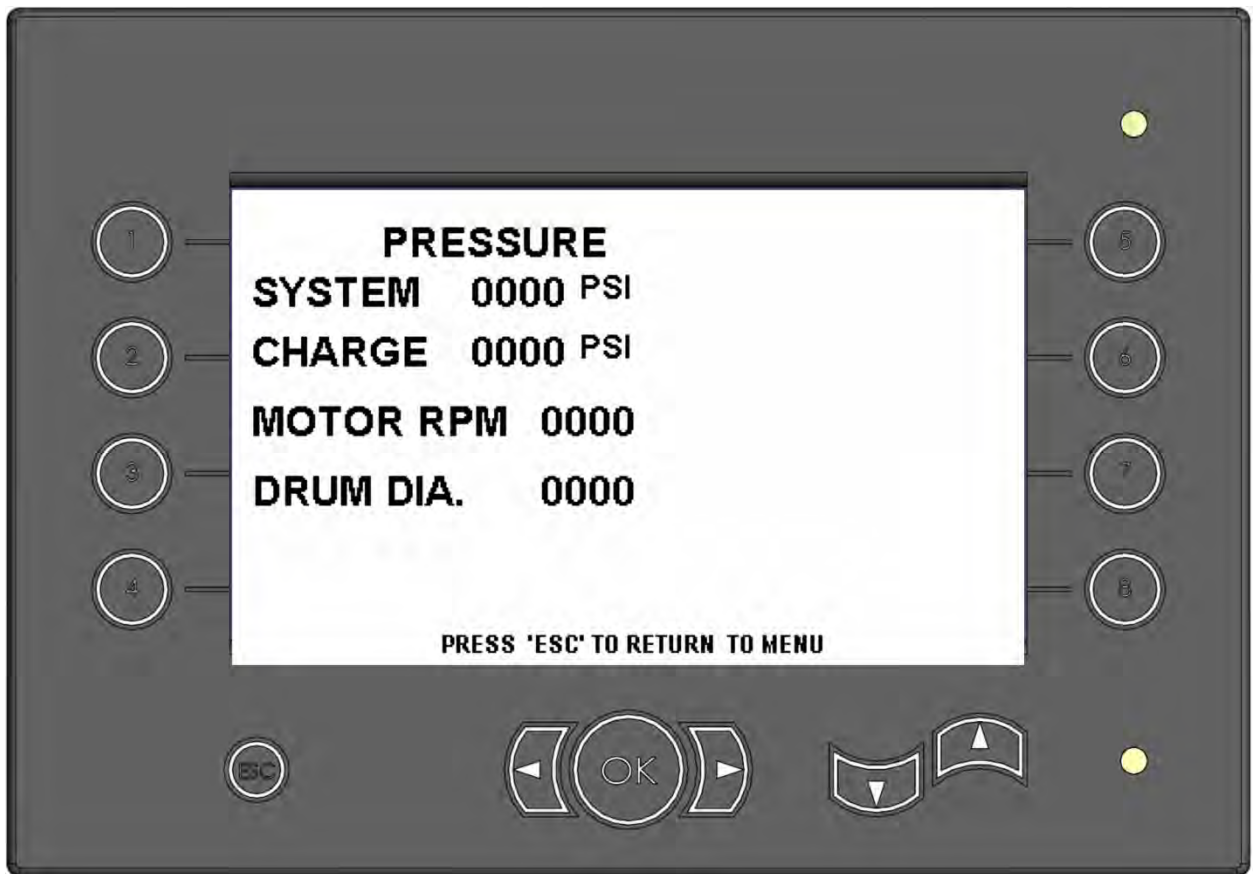 PRESSURE
SYSTEM 0000 PSI
CHARGE 0000 PSI
MOTOR RPM 0000
DRUM DIA. 0000
PRESS 'ESC' TO RETURN TO MENU
1
2
3
4
5
6
7
8
ESC
OK